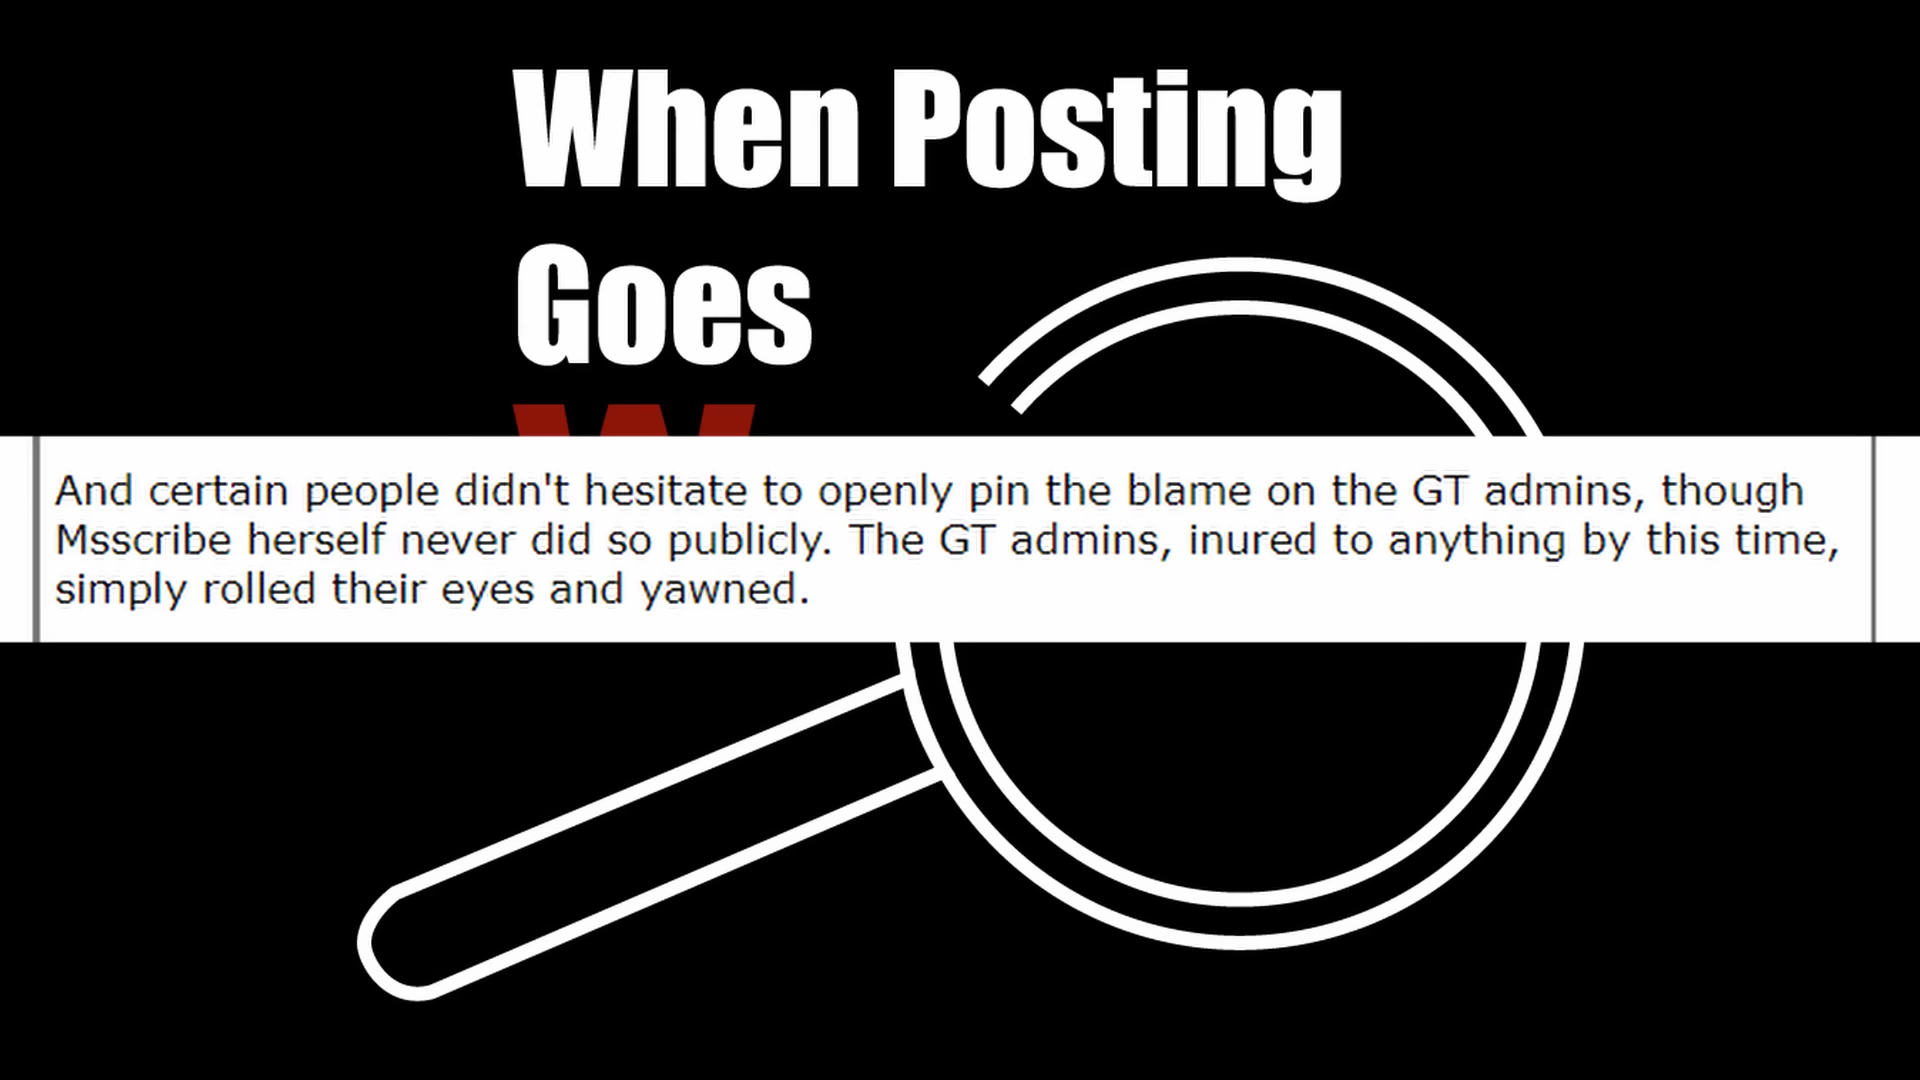 When Posting
Goes
And certain people didn't hesitate to openly pin the blame on the GT admins, though
Msscribe herself never did so publicly. The GT admins, inured to anything by this time,
simply rolled their eyes and yawned.